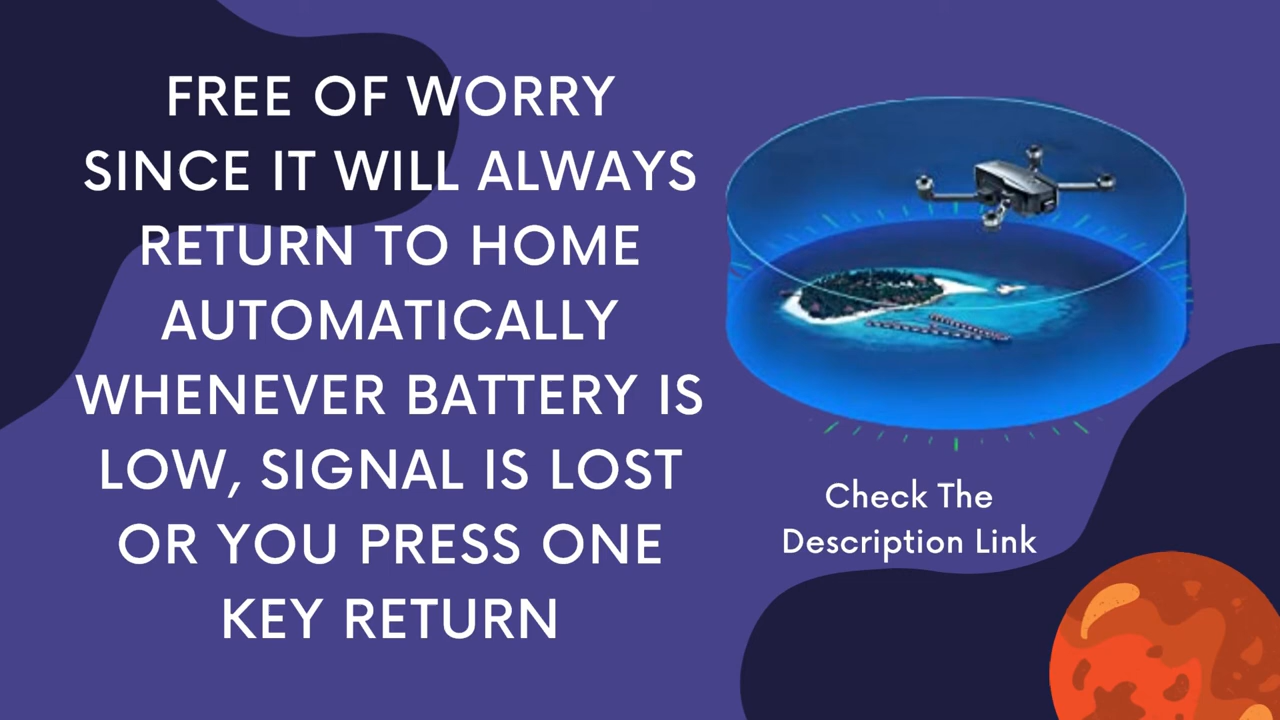 FREE OF WORRY
SINCE IT WILL ALWAYS
RETURN TO HOME
AUTOMATICALLY
WHENEVER BATTERY IS
LOW, SIGNAL IS LOST
OR YOU PRESS ONE
KEY RETURN
Check The
Description Link